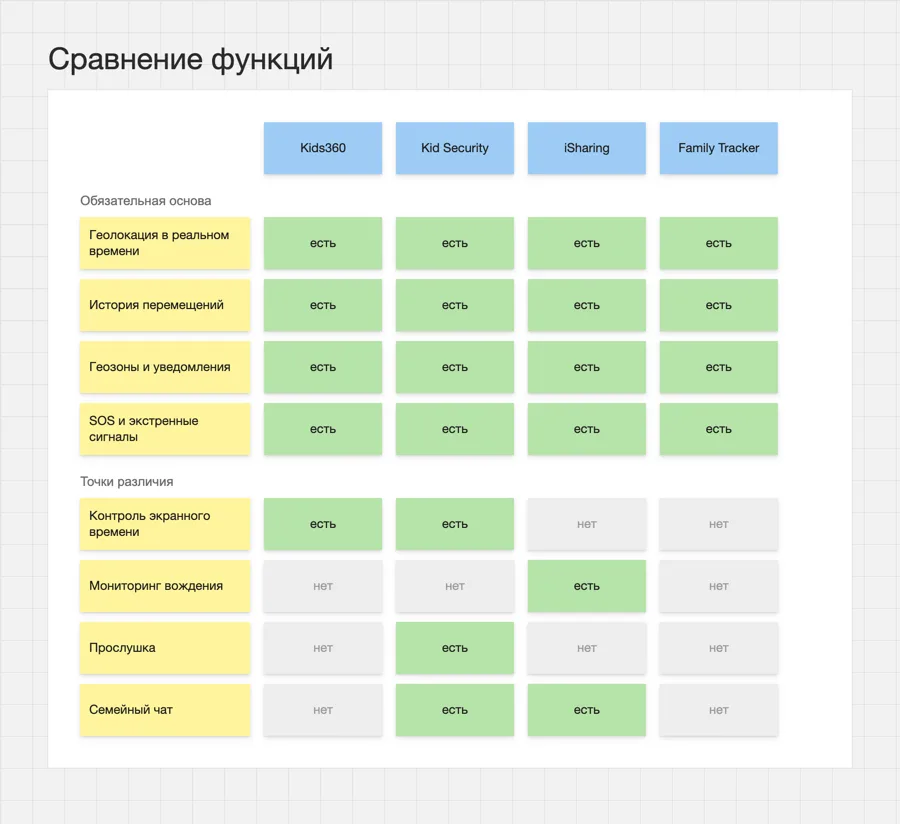 Сравнение функций
Kids360 Kid Security iSharing Family Tracker
Обязательная основа
Геолокация в реальном
времени
есть есть есть есть
История перемещений есть есть есть есть
Геозоны и уведомления есть есть есть есть
SOS и экстренные
сигналы
есть есть есть есть
Точки различия
Контроль экранного
времени
есть есть нет нет
Мониторинг вождения нет нет есть нет
Прослушка нет есть нет нет
Семейный чат нет есть есть нет